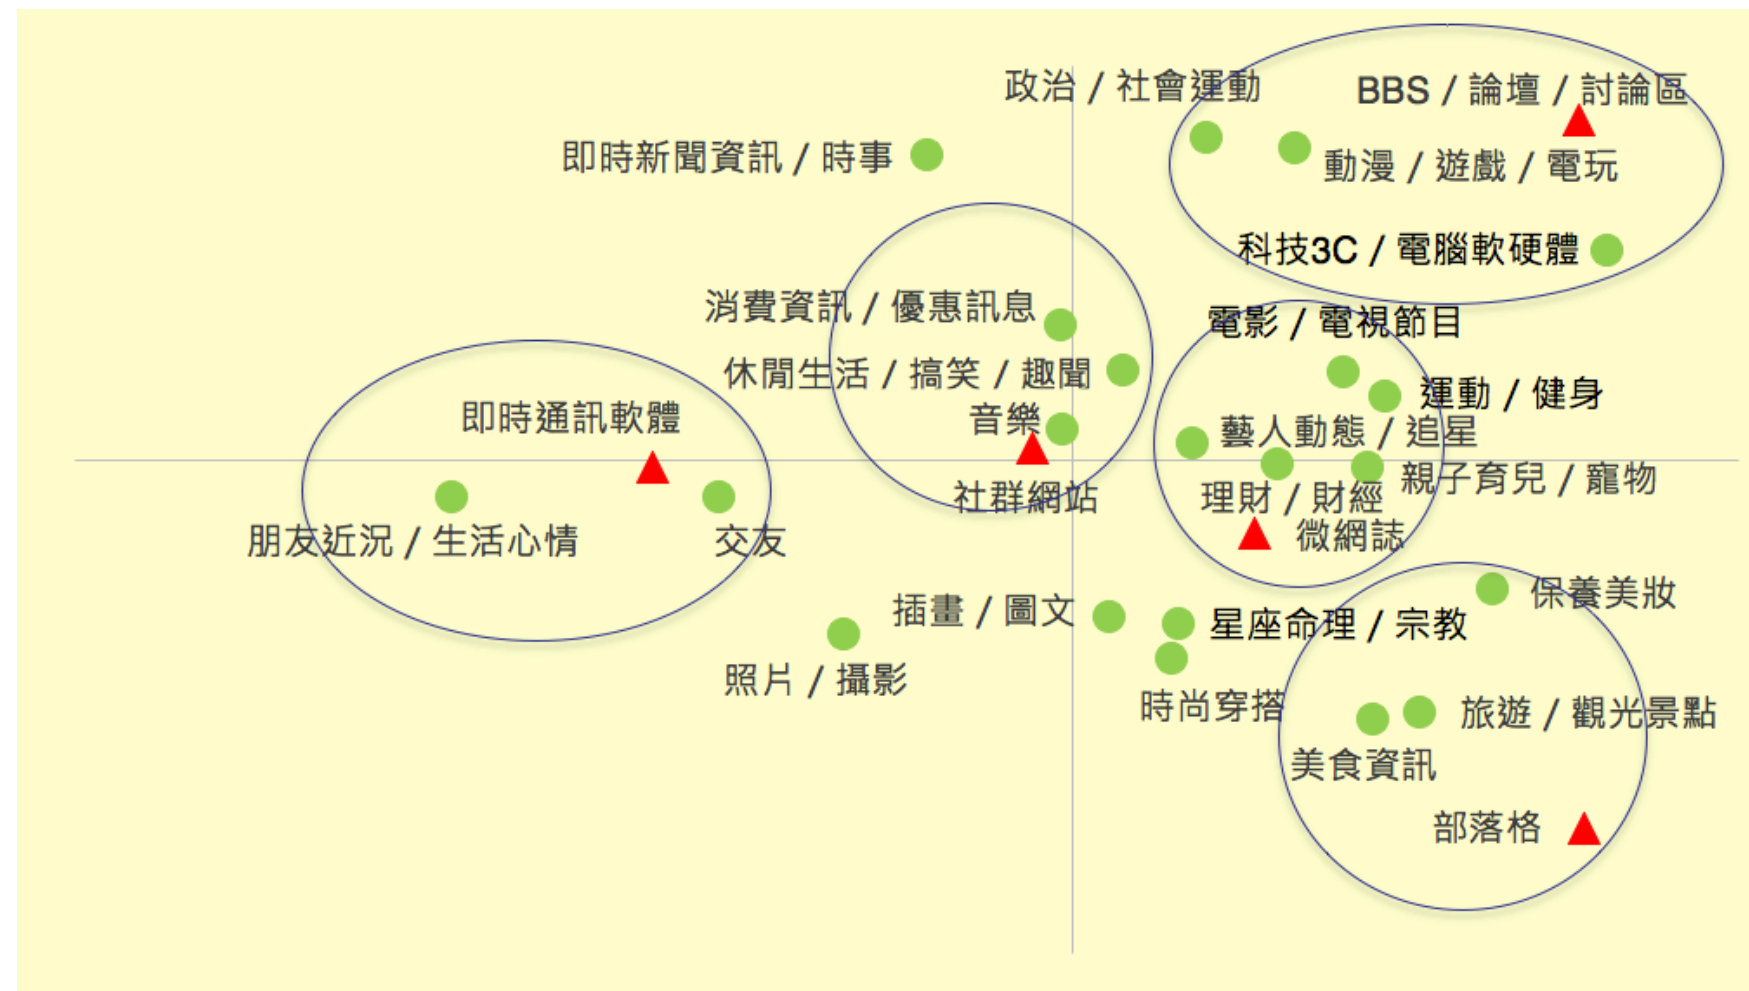 政治 / 社會運動
BBS / 論壇 / 討論區
即時新聞資訊 / 時事
動漫 / 遊戲 / 電玩
科技3C / 電腦軟硬體
消費資訊 / 優惠訊息
電影 / 電視節目
休閒生活 / 搞笑 / 趣聞
運動 / 健身
即時通訊軟體
音樂
藝人動態 / 追星
親子育兒 / 寵物
社群網站
理財 / 財經
朋友近況 / 生活心情
交友
微網誌
保養美妝
插畫 / 圖文
星座命理 / 宗教
照片 / 攝影
時尚穿搭
旅遊 / 觀光景點
美食資訊
部落格